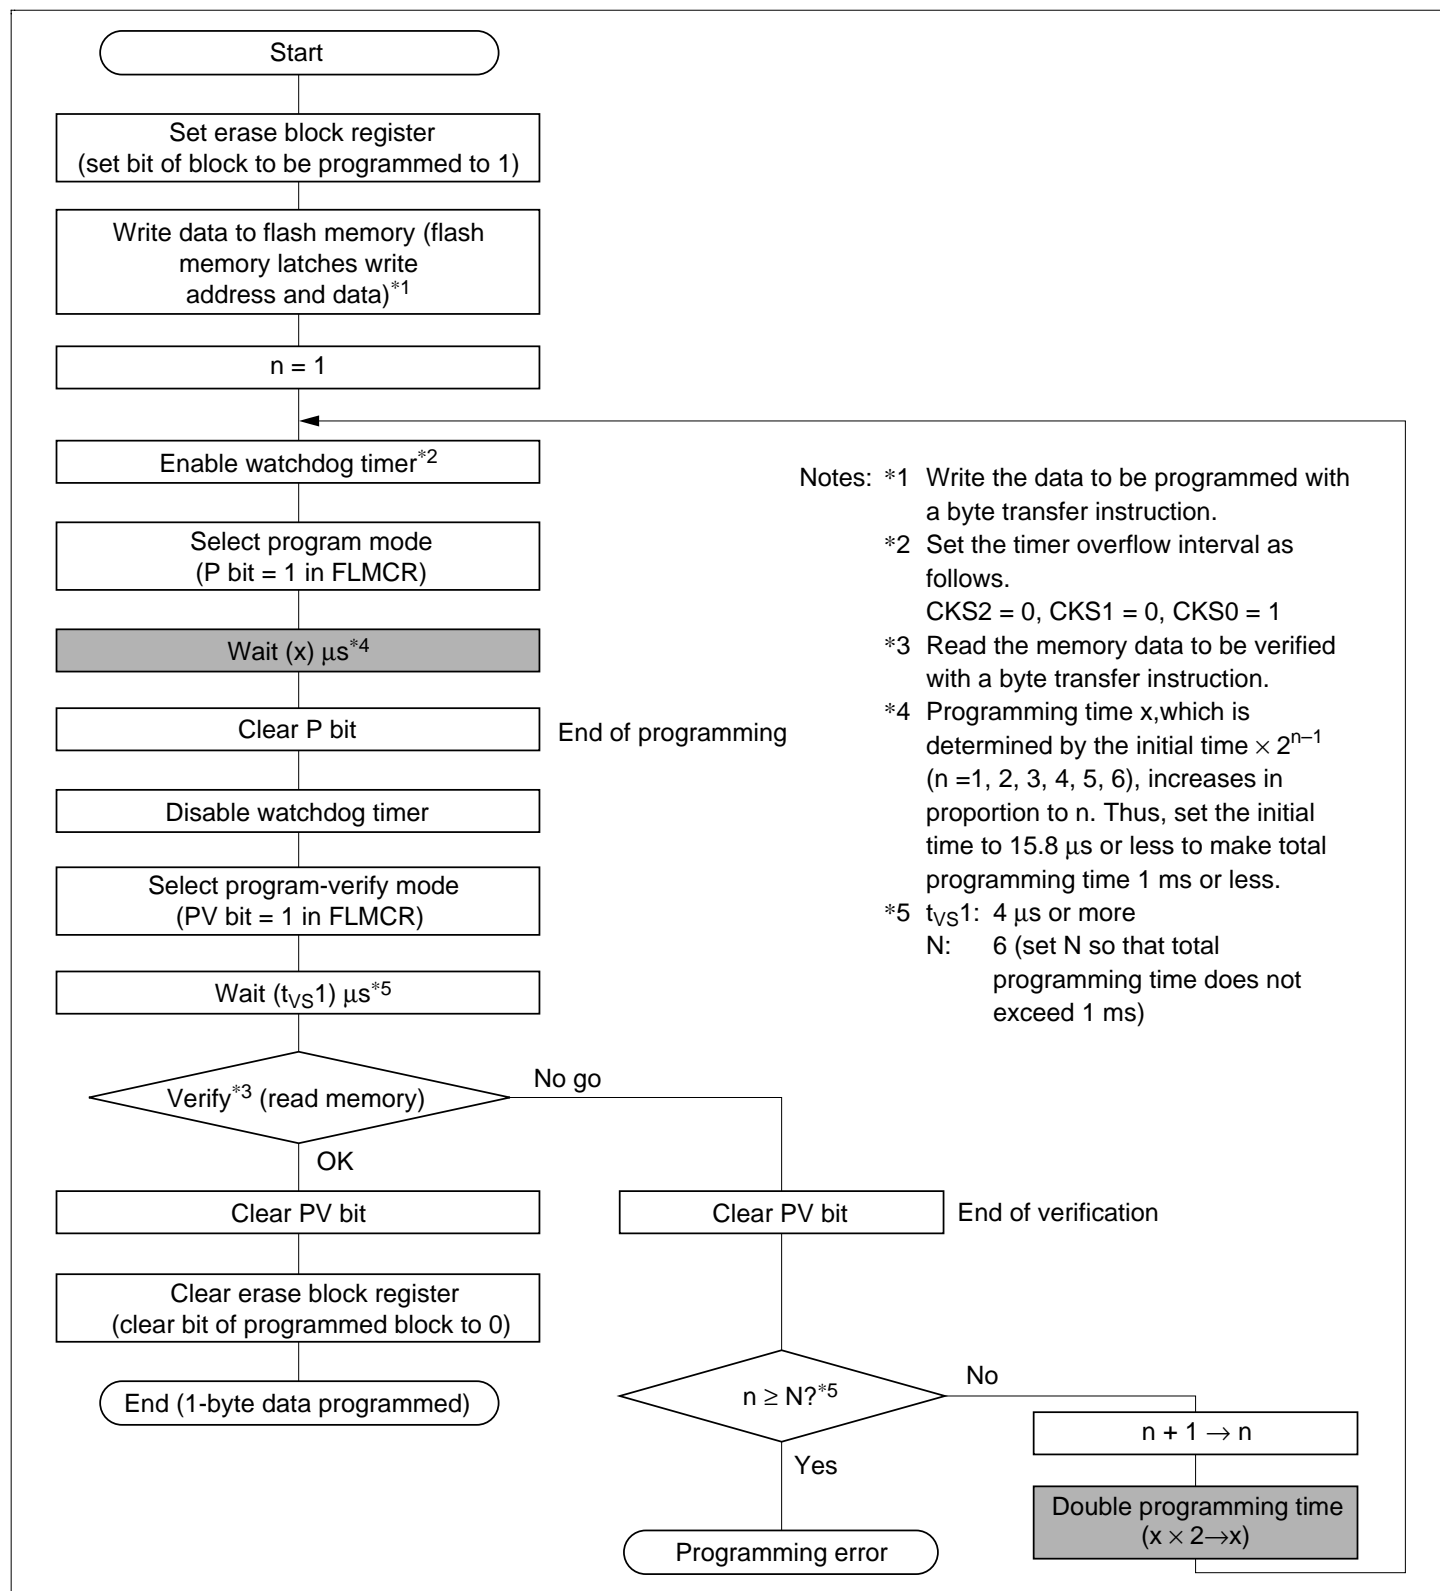 Start
Set erase block register
(set bit of block to be programmed to 1)
Write data to flash memory (flash
memory latches write
address and data)*1
n = 1
Enable watchdog timer*2
Select program mode
(P bit = 1 in FLMCR)
Wait (x) μs*4
Clear P bit
End of programming
Disable watchdog timer
Select program-verify mode
(PV bit = 1 in FLMCR)
Wait (tVS1) μs*5
Verify*3 (read memory)
No go
OK
Clear PV bit
Clear erase block register
(clear bit of programmed block to 0)
End (1-byte data programmed)
Clear PV bit
End of verification
n ≥ N?*5
No
Yes
Programming error
n + 1 → n
Double programming time
(x × 2→x)
Notes: *1 Write the data to be programmed with
a byte transfer instruction.
*2 Set the timer overflow interval as
follows.
CKS2 = 0, CKS1 = 0, CKS0 = 1
*3 Read the memory data to be verified
with a byte transfer instruction.
*4 Programming time x,which is
determined by the initial time × 2n–1
(n =1, 2, 3, 4, 5, 6), increases in
proportion to n. Thus, set the initial
time to 15.8 μs or less to make total
programming time 1 ms or less.
*5 tVS1: 4 μs or more
N: 6 (set N so that total
programming time does not
exceed 1 ms)